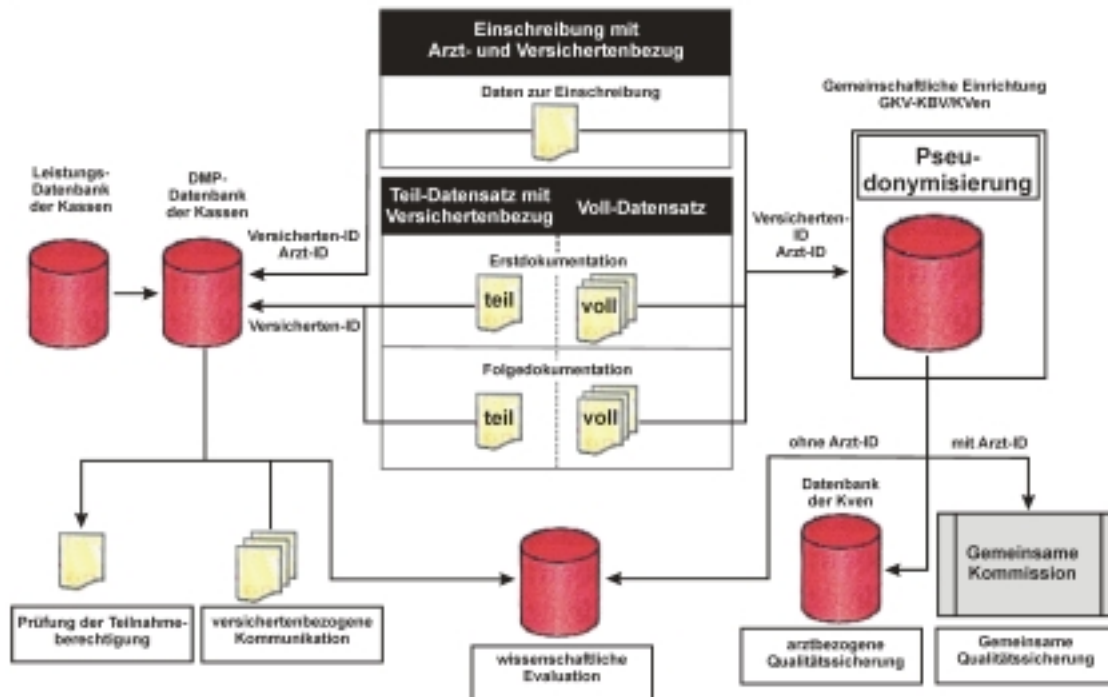 Einschreibung mit
Arzt- und Versichertenbezug
Daten zur Einschreibung
Gemeinschaftliche Einrichtung
GKV-KBV/KVen
Pseu-
donymisierung
Leistungs-
Datenbank
der Kassen
DMP-
Datenbank
der Kassen
Teil-Datensatz mit
Versichertenbezug
Voll-Datensatz
Versicherten-ID
Arzt-ID
Versicherten-
ID
Arzt-ID
Erstdokumentation
teil
voll
Versicherten-ID
Folgedokumentation
teil
voll
ohne Arzt-ID
mit Arzt-ID
Datenbank
der Kven
Gemeinsame
Kommission
Prüfung der Teilnahme-
berechtigung
versichertenbezogene
Kommunikation
wissenschaftliche
Evaluation
arztbezogene
Qualitätssicherung
Gemeinsame
Qualitätssicherung